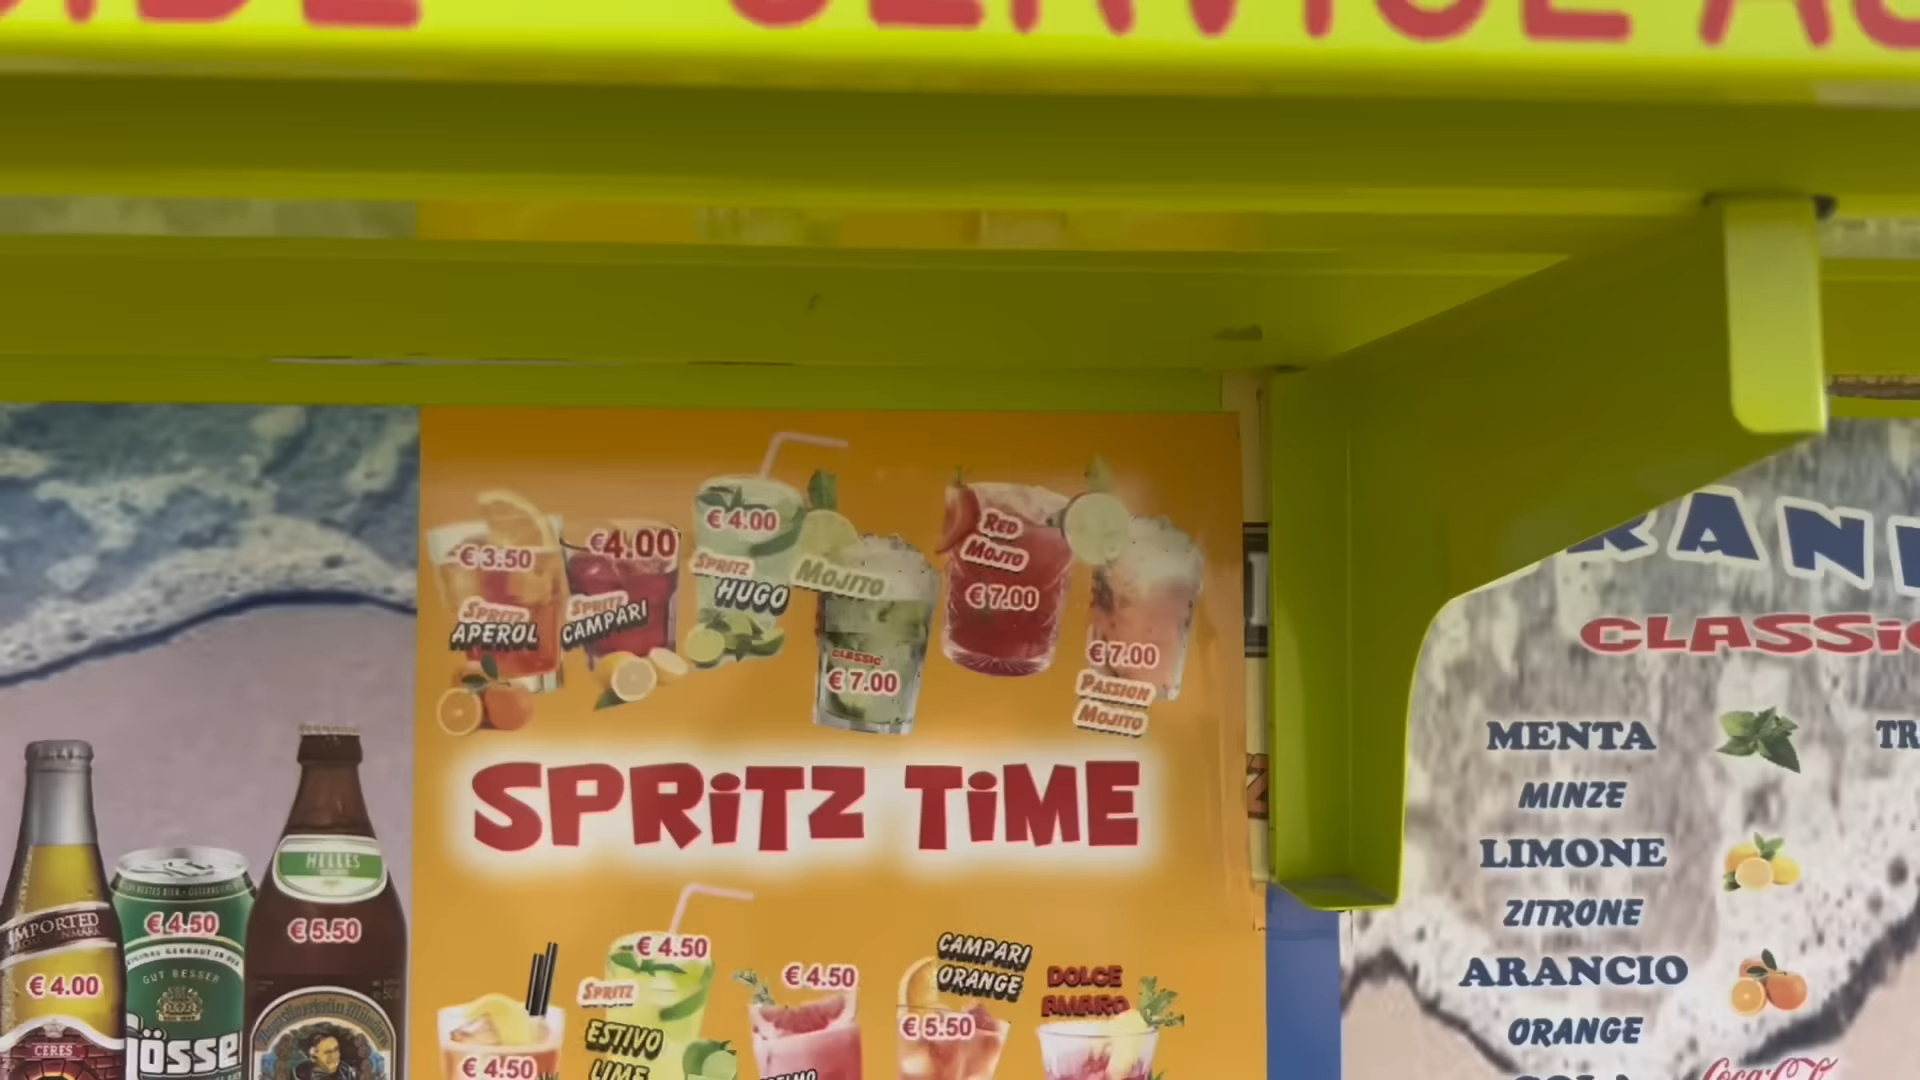 SERVICE
€ 3.50
SPRITZ
APEROL
€4.00
SPRITZ
CAMPARI
€ 4.00
SPRITZ
HUGO
MOJITO
CLASSIC
€ 7.00
RED
MOJITO
€ 7.00
€ 7.00
PASSION
MOJITO
SPRITZ TIME
€ 4.50
€ 4.50
SPRITZ
ESTIVO
LIME
€ 4.50
CAMPARI
ORANGE
€ 5.50
DOLCE
AMARO
IMPORTED
€ 4.00
CERES
€ 4.50
GUT BESSER
Gösser
HELLES
€ 5.50
CLASSIC
MENTA
MINZE
LIMONE
ZITRONE
ARANCIO
ORANGE
Coca-Cola